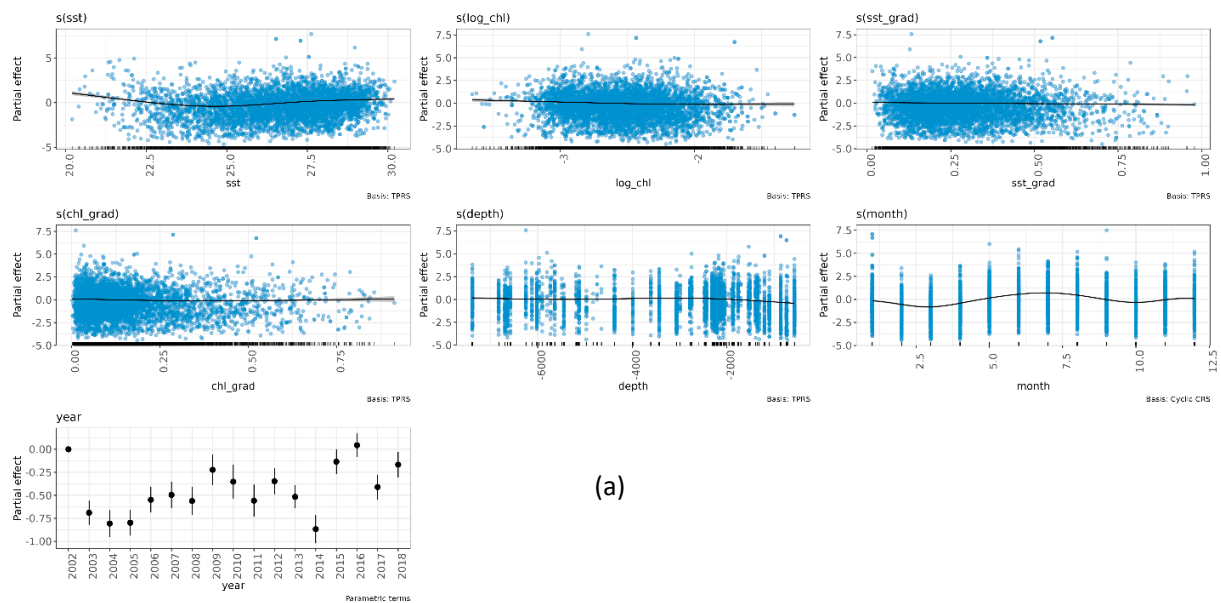 s(sst)
Partial effect
5
0
-5
20.0
22.5
25.0
27.5
30.0
sst
Basis: TPRS
s(log_chl)
Partial effect
7.5
5.0
2.5
0.0
-2.5
-5.0
-3
-2
log_chl
Basis: TPRS
s(sst_grad)
Partial effect
7.5
5.0
2.5
0.0
-2.5
-5.0
0.00
0.25
0.50
0.75
1.00
sst_grad
Basis: TPRS
s(chl_grad)
Partial effect
7.5
5.0
2.5
0.0
-2.5
-5.0
0.00
0.25
0.50
0.75
chl_grad
Basis: TPRS
s(depth)
Partial effect
7.5
5.0
2.5
0.0
-2.5
-5.0
-6000
-4000
-2000
depth
Basis: TPRS
s(month)
Partial effect
7.5
5.0
2.5
0.0
-2.5
-5.0
2.5
5.0
7.5
10.0
12.5
month
Basis: Cyclic CRS
year
Partial effect
0.00
-0.25
-0.50
-0.75
-1.00
2002
2003
2004
2005
2006
2007
2008
2009
2010
2011
2012
2013
2014
2015
2016
2017
2018
year
Parametric terms
(a)